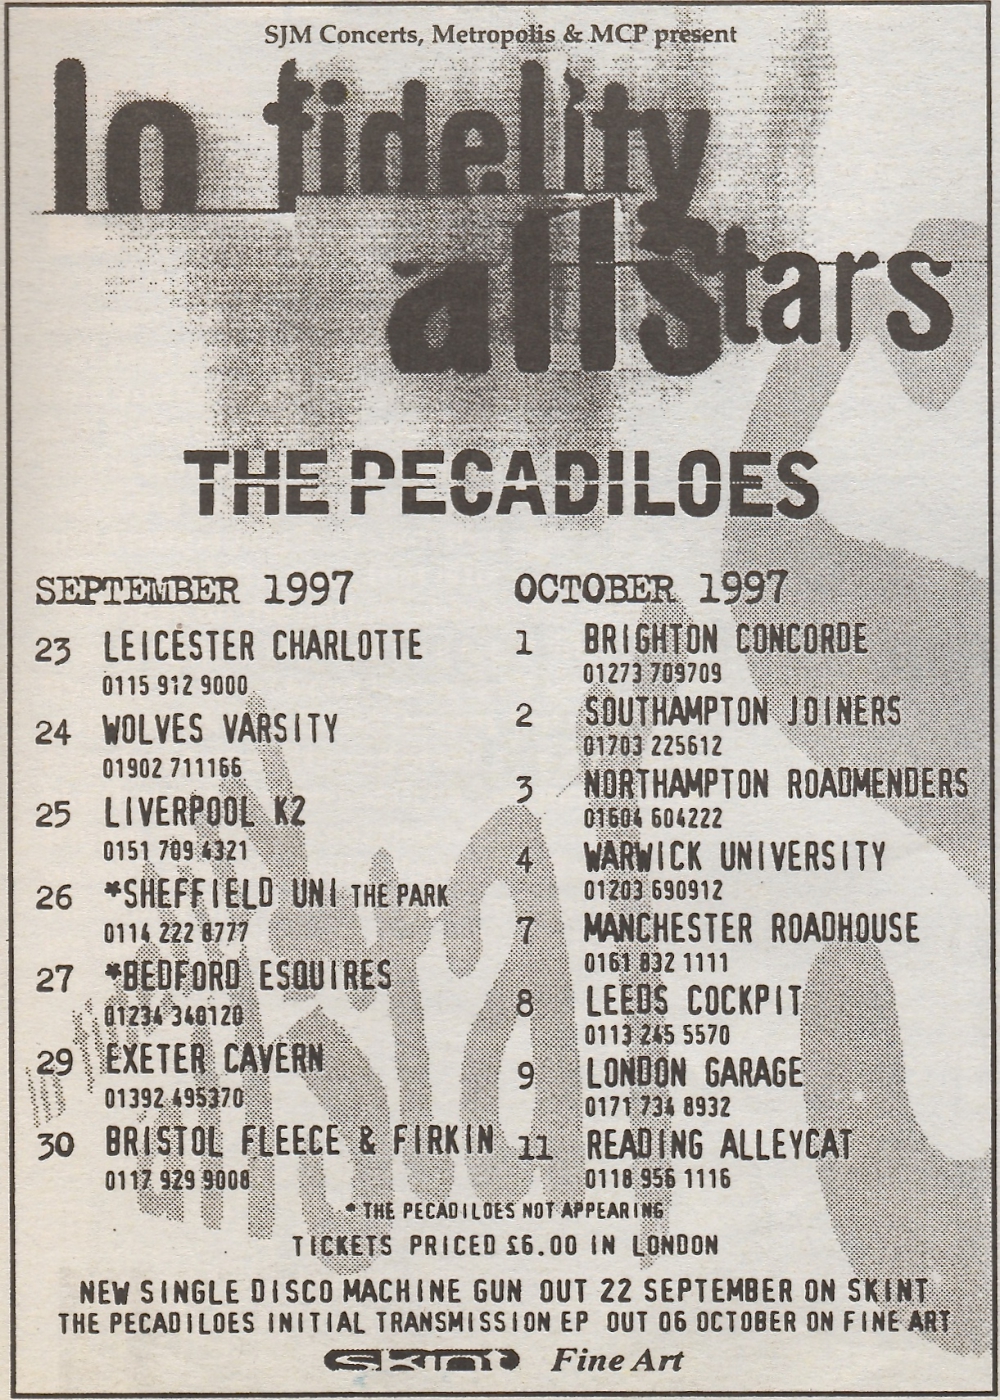 SJM Concerts, Metropolis & MCP present
lo fidelity
allstars
THE PECADILOES
SEPTEMBER 1997
23 LEICESTER CHARLOTTE
0115 912 9000
24 WOLVES VARSITY
01902 711166
25 LIVERPOOL K2
0151 709 4321
26 *SHEFFIELD UNI THE PARK
0114 222 8777
27 *BEDFORD ESQUIRES
01234 340120
29 EXETER CAVERN
01392 495370
30 BRISTOL FLEECE & FIRKIN
0117 929 9008
OCTOBER 1997
1 BRIGHTON CONCORDE
01273 709709
2 SOUTHAMPTON JOINERS
01703 225612
3 NORTHAMPTON ROADMENDERS
01604 604222
4 WARWICK UNIVERSITY
01203 690912
7 MANCHESTER ROADHOUSE
0161 832 1111
8 LEEDS COCKPIT
0113 245 5570
9 LONDON GARAGE
0171 734 8932
11 READING ALLEYCAT
0118 956 1116
* THE PECADILOES NOT APPEARING
TICKETS PRICED £6.00 IN LONDON
NEW SINGLE DISCO MACHINE GUN OUT 22 SEPTEMBER ON SKINT
THE PECADILOES INITIAL TRANSMISSION EP OUT 06 OCTOBER ON FINE ART
SKINT Fine Art